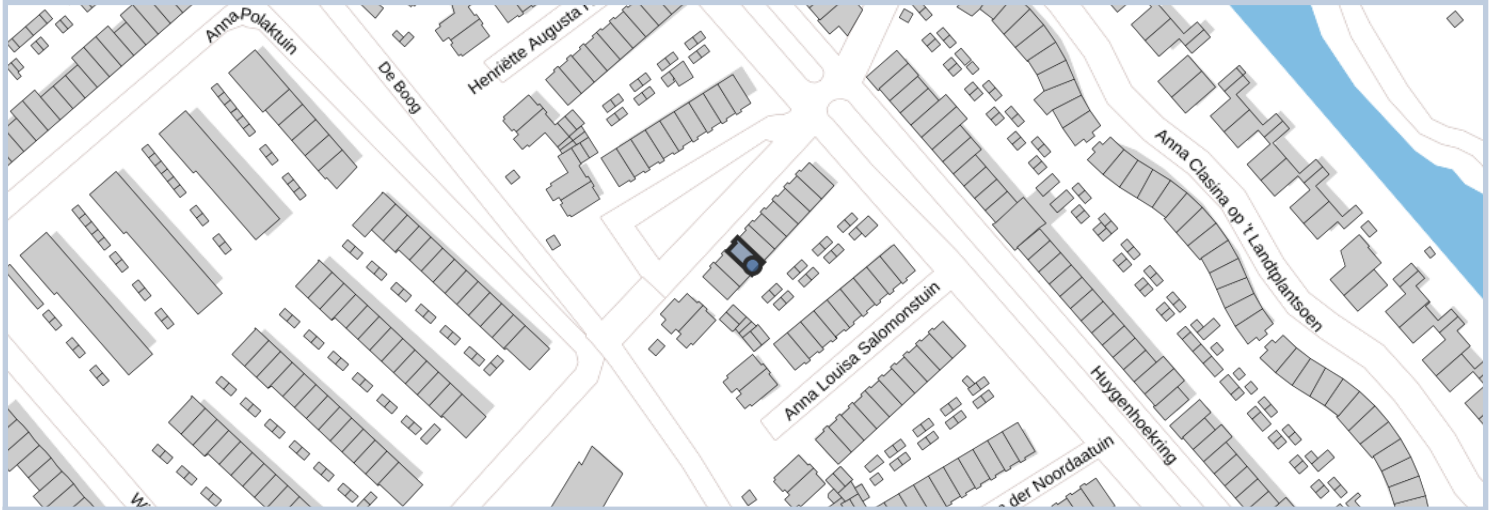 Anna Polaktuin
De Boog
Henriëtte Augusta
Anna Clasina op 't Landtplantsoen
Anna Louisa Salomonstuin
Huygenhoekring
der Noordaatuin